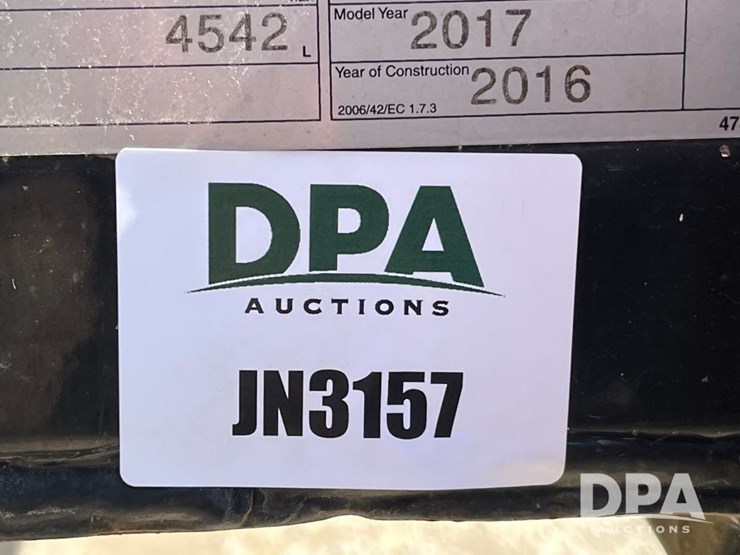 4542 L
Model Year 2017
Year of Construction 2016
2006/42/EC 1.7.3
DPA
AUCTIONS
JN3157
DPA
AUCTIONS